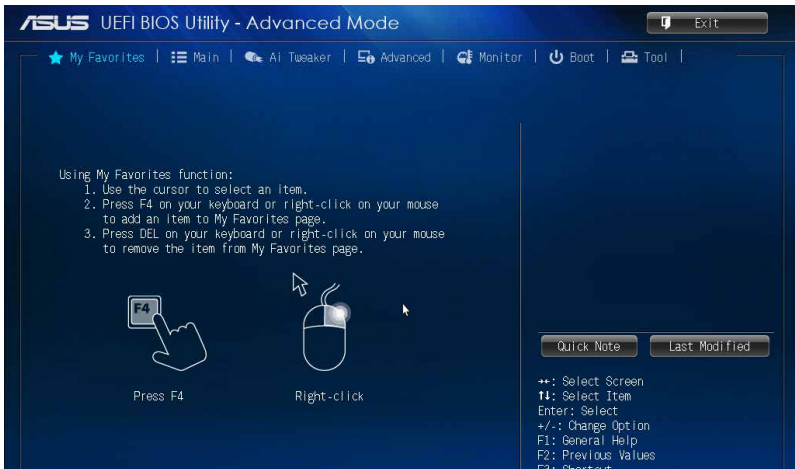 ASUS UEFI BIOS Utility - Advanced Mode
Exit
My Favorites | Main | Ai Tweaker | Advanced | Monitor | Boot | Tool |
Using My Favorites function:
1. Use the cursor to select an item.
2. Press F4 on your keyboard or right-click on your mouse
to add an item to My Favorites page.
3. Press DEL on your keyboard or right-click on your mouse
to remove the item from My Favorites page.
F4
Press F4
Right-click
Quick Note
Last Modified
→←: Select Screen
↑↓: Select Item
Enter: Select
+/-: Change Option
F1: General Help
F2: Previous Values
F3: Shortcut